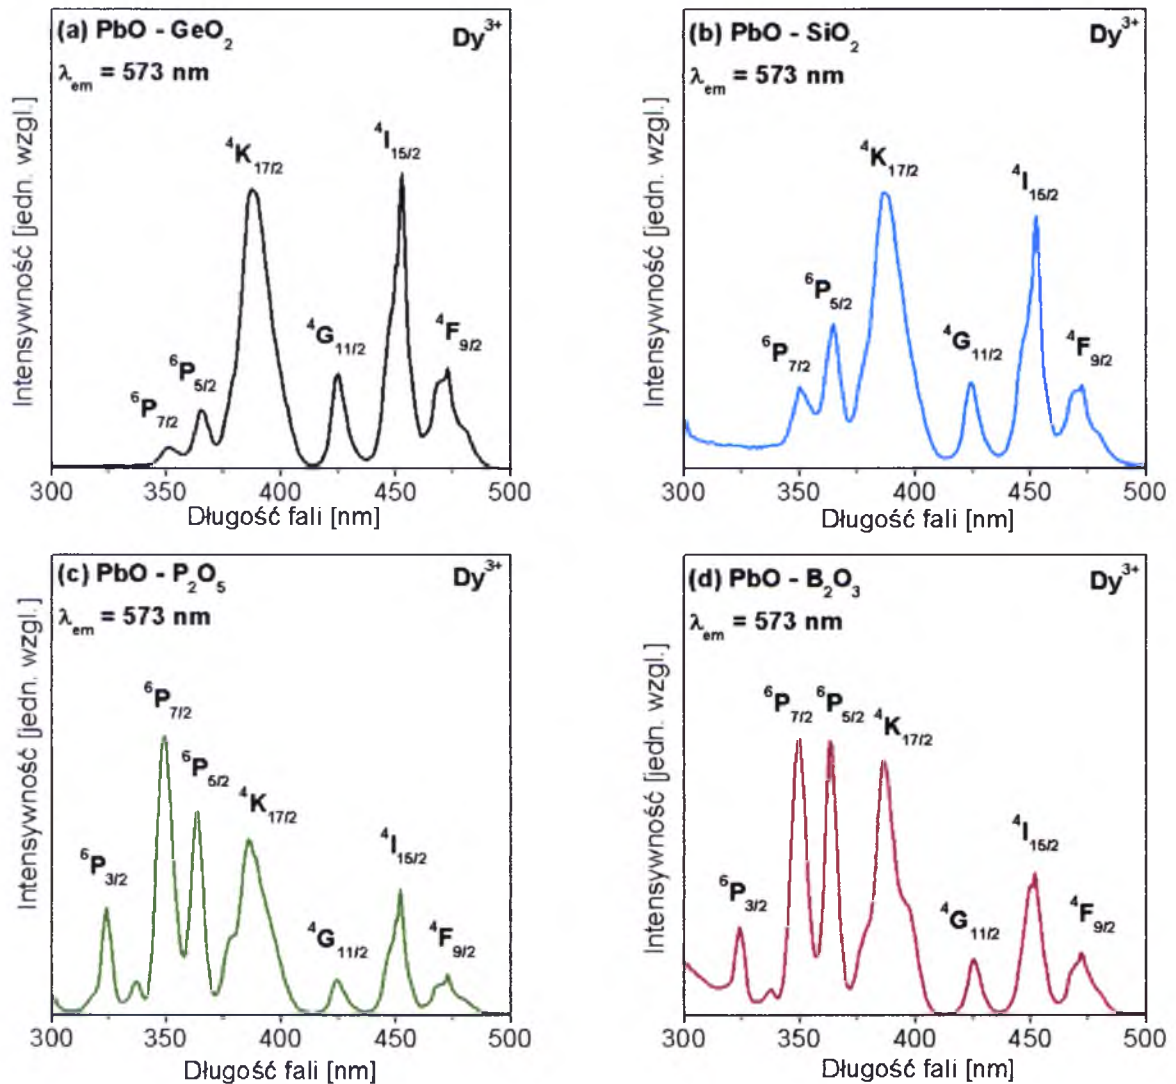 (a) PbO - GeO₂ Dy³⁺
λₑₘ = 573 nm
⁴K₁₇/₂
⁴I₁₅/₂
⁴G₁₁/₂
⁴F₉/₂
⁶P₅/₂
⁶P₇/₂
Intensywność [jedn. wzgl.]
300 350 400 450 500
Długość fali [nm]
(b) PbO - SiO₂ Dy³⁺
λₑₘ = 573 nm
⁴K₁₇/₂
⁴I₁₅/₂
⁶P₅/₂
⁶P₇/₂
⁴G₁₁/₂
⁴F₉/₂
Intensywność [jedn. wzgl.]
300 350 400 450 500
Długość fali [nm]
(c) PbO - P₂O₅ Dy³⁺
λₑₘ = 573 nm
⁶P₇/₂
⁶P₅/₂
⁴K₁₇/₂
⁶P₃/₂
⁴I₁₅/₂
⁴G₁₁/₂
⁴F₉/₂
Intensywność [jedn. wzgl.]
300 350 400 450 500
Długość fali [nm]
(d) PbO - B₂O₃ Dy³⁺
λₑₘ = 573 nm
⁶P₇/₂ ⁶P₅/₂
⁴K₁₇/₂
⁴I₁₅/₂
⁶P₃/₂
⁴G₁₁/₂
⁴F₉/₂
Intensywność [jedn. wzgl.]
300 350 400 450 500
Długość fali [nm]